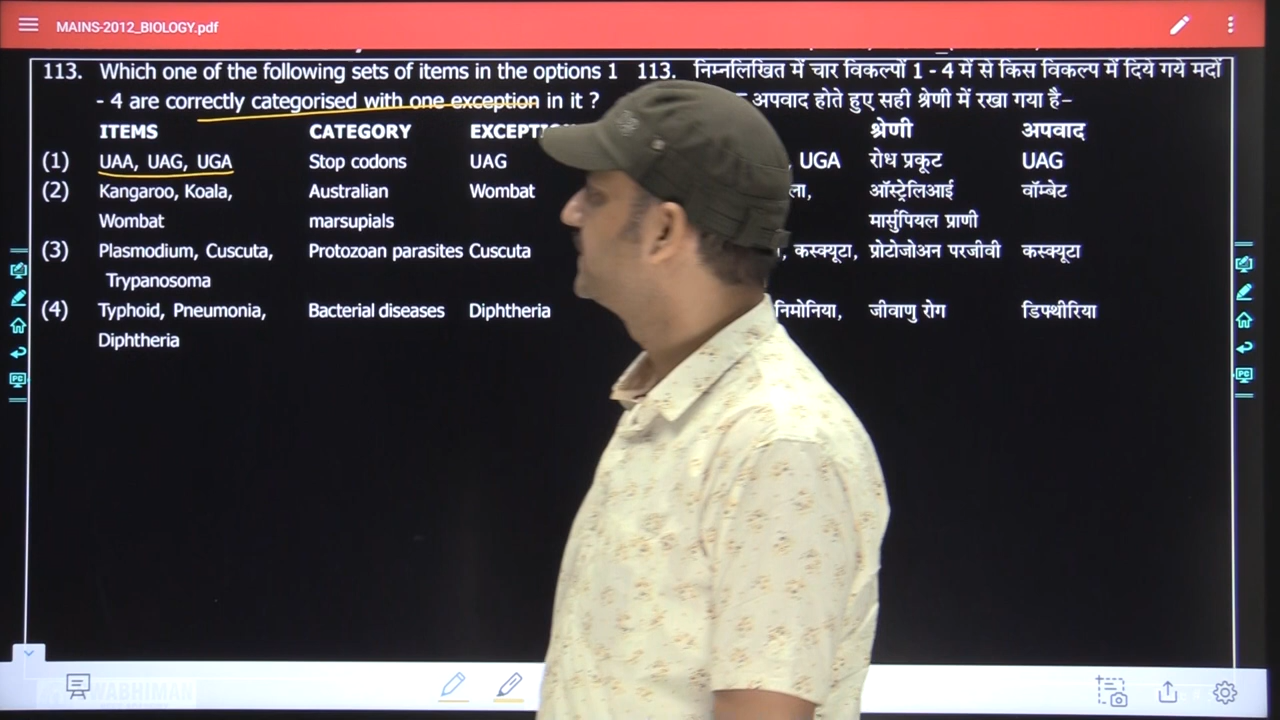 MAINS-2012_BIOLOGY.pdf
113. Which one of the following sets of items in the options 1
- 4 are correctly categorised with one exception in it ?
ITEMS CATEGORY
(1) UAA, UAG, UGA Stop codons UAG
(2) Kangaroo, Koala, Australian Wombat
Wombat marsupials
(3) Plasmodium, Cuscuta, Protozoan parasites Cuscuta
Trypanosoma
(4) Typhoid, Pneumonia, Bacterial diseases Diphtheria
Diphtheria
113. निम्नलिखित में चार विकल्पों 1 - 4 में से किस विकल्प में दिये गये मदों
अपवाद होते हुए सही श्रेणी में रखा गया है–
श्रेणी अपवाद
, UGA रोध प्रकूट UAG
ऑस्ट्रेलिआई वॉम्बेट
मार्सुपियल प्राणी
, कस्क्यूटा, प्रोटोजोअन परजीवी कस्क्यूटा
जीवाणु रोग डिफ्थीरिया
PC
PC